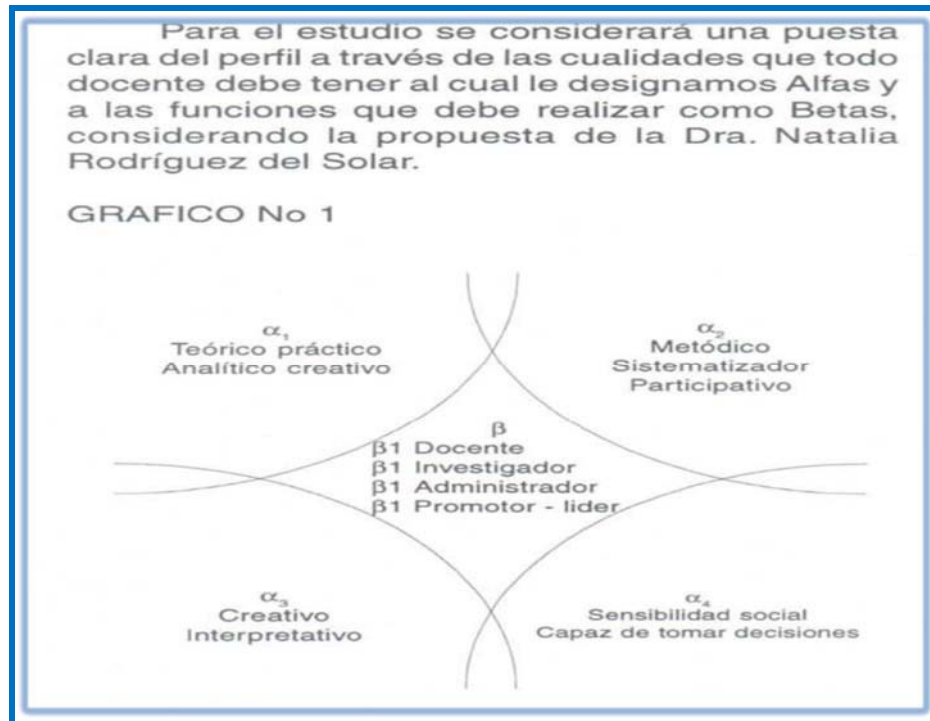 Para el estudio se considerará una puesta
clara del perfil a través de las cualidades que todo
docente debe tener al cual le designamos Alfas y
a las funciones que debe realizar como Betas,
considerando la propuesta de la Dra. Natalia
Rodríguez del Solar.
GRAFICO No 1
α₁
Teórico práctico
Analítico creativo
α₂
Metódico
Sistematizador
Participativo
β
β1 Docente
β1 Investigador
β1 Administrador
β1 Promotor - lider
α₃
Creativo
Interpretativo
α₄
Sensibilidad social
Capaz de tomar decisiones